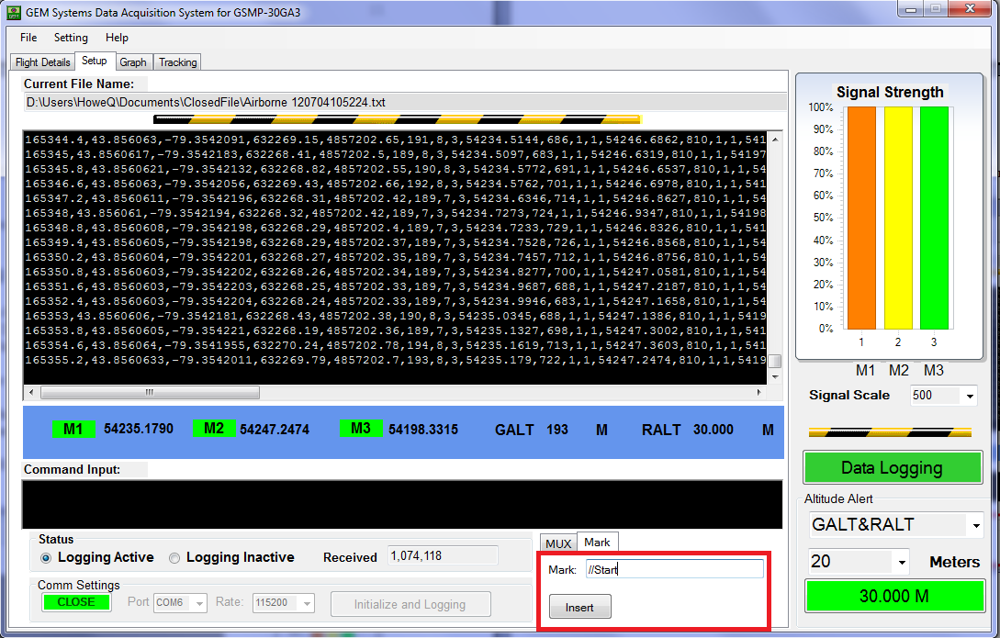 GEM Systems Data Acquisition System for GSMP-30GA3
File Setting Help
Flight Details Setup Graph Tracking
Current File Name:
D:\Users\HoweQ\Documents\ClosedFile\Airborne 120704105224.txt
165344.4,43.856063,-79.3542091,632269.15,4857202.65,191,8,3,54234.5144,686,1,1,54246.6862,810,1,1,541
165345,43.8560617,-79.3542183,632268.41,4857202.5,189,8,3,54234.5097,683,1,1,54246.6319,810,1,1,54197
165345.8,43.8560621,-79.3542132,632268.82,4857202.55,190,8,3,54234.5772,691,1,1,54246.6537,810,1,1,54
165346.6,43.856063,-79.3542056,632269.43,4857202.66,192,8,3,54234.5762,701,1,1,54246.6978,810,1,1,541
165347.2,43.8560611,-79.3542196,632268.31,4857202.42,189,7,3,54234.6346,714,1,1,54246.8627,810,1,1,54
165348,43.856061,-79.3542194,632268.32,4857202.42,189,7,3,54234.7273,724,1,1,54246.9347,810,1,1,54198
165348.8,43.8560608,-79.3542198,632268.29,4857202.4,189,7,3,54234.7233,729,1,1,54246.8326,810,1,1,541
165349.4,43.8560605,-79.3542198,632268.29,4857202.37,189,7,3,54234.7528,726,1,1,54246.8568,810,1,1,54
165350.2,43.8560604,-79.3542201,632268.27,4857202.35,189,7,3,54234.7457,712,1,1,54246.8756,810,1,1,54
165350.8,43.8560603,-79.3542202,632268.26,4857202.34,189,7,3,54234.8277,700,1,1,54247.0581,810,1,1,54
165351.6,43.8560603,-79.3542203,632268.25,4857202.33,189,7,3,54234.9687,688,1,1,54247.2187,810,1,1,54
165352.4,43.8560603,-79.3542204,632268.24,4857202.33,189,7,3,54234.9946,683,1,1,54247.1658,810,1,1,54
165353,43.8560606,-79.3542181,632268.43,4857202.38,190,8,3,54235.0345,688,1,1,54247.1386,810,1,1,5419
165353.8,43.8560605,-79.354221,632268.19,4857202.36,189,7,3,54235.1327,698,1,1,54247.3002,810,1,1,541
165354.6,43.8560064,-79.3541955,632270.24,4857202.78,194,8,3,54235.1619,713,1,1,54247.3603,810,1,1,54
165355.2,43.8560633,-79.3542011,632269.79,4857202.7,193,8,3,54235.179,722,1,1,54247.2474,810,1,1,5419
M1 54235.1790 M2 54247.2474 M3 54198.3315 GALT 193 M RALT 30.000 M
Command Input:
Status
Logging Active Logging Inactive Received 1,074,118
Comm Settings
CLOSE Port COM6 Rate: 115200 Initialize and Logging
MUX Mark
Mark: //Start
Insert
Signal Strength
100%
90%
80%
70%
60%
50%
40%
30%
20%
10%
0%
1 2 3
M1 M2 M3
Signal Scale 500
Data Logging
Altitude Alert
GALT&RALT
20 Meters
30.000 M